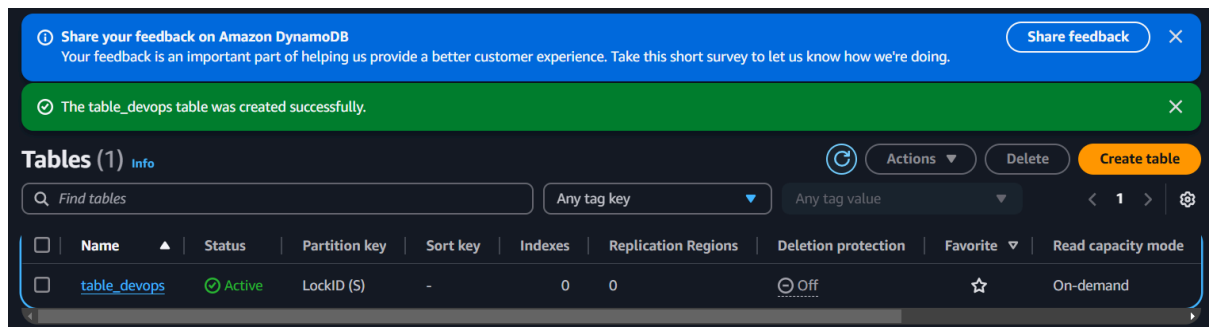 Share your feedback on Amazon DynamoDB
Your feedback is an important part of helping us provide a better customer experience. Take this short survey to let us know how we're doing.
Share feedback
The table_devops table was created successfully.
Tables (1) Info
Actions
Delete
Create table
Find tables
Any tag key
Any tag value
1
Name Status Partition key Sort key Indexes Replication Regions Deletion protection Favorite Read capacity mode
table_devops Active LockID (S) - 0 0 Off On-demand